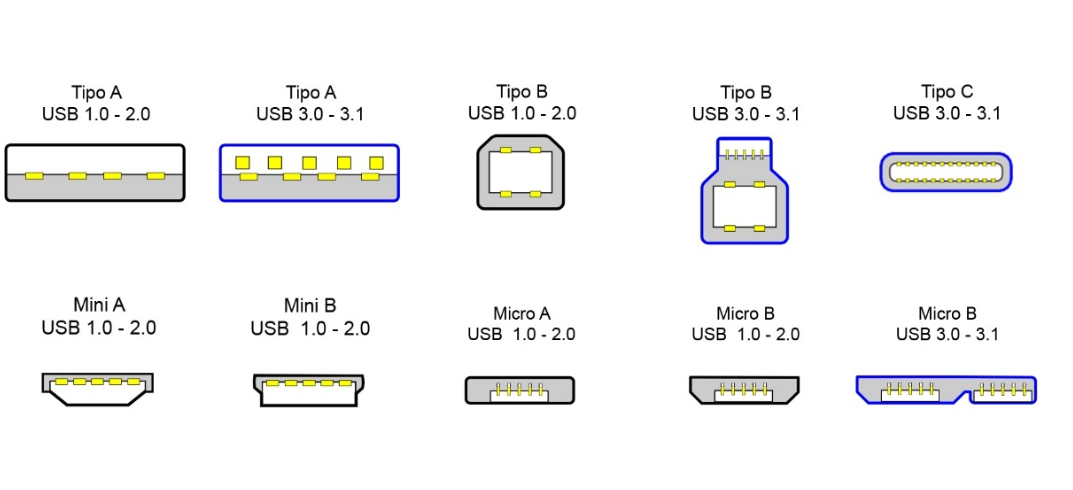 Tipo A
USB 1.0 - 2.0
Tipo A
USB 3.0 - 3.1
Tipo B
USB 1.0 - 2.0
Tipo B
USB 3.0 - 3.1
Tipo C
USB 3.0 - 3.1
Mini A
USB 1.0 - 2.0
Mini B
USB 1.0 - 2.0
Micro A
USB 1.0 - 2.0
Micro B
USB 1.0 - 2.0
Micro B
USB 3.0 - 3.1